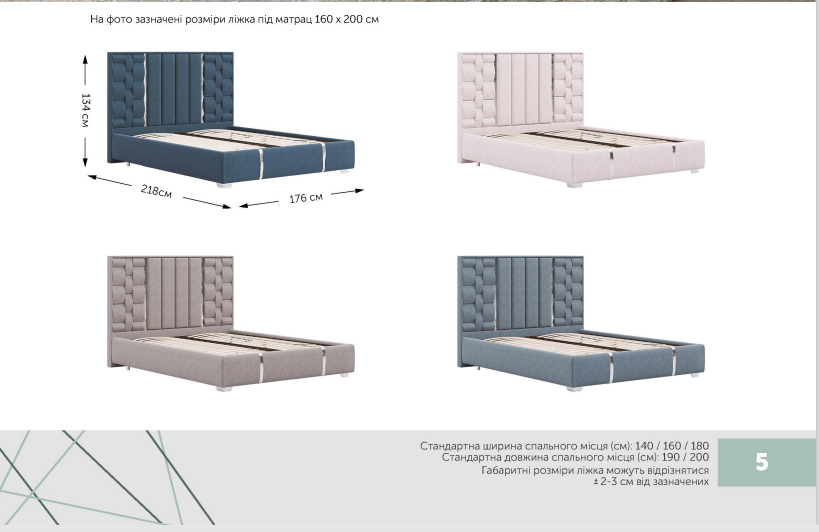 На фото зазначені розміри ліжка під матрац 160 х 200 см
134 см
218см
176 см
Стандартна ширина спального місця (см): 140 / 160 / 180
Стандартна довжина спального місця (см): 190 / 200
Габаритні розміри ліжка можуть відрізнятися
± 2-3 см від зазначених
5